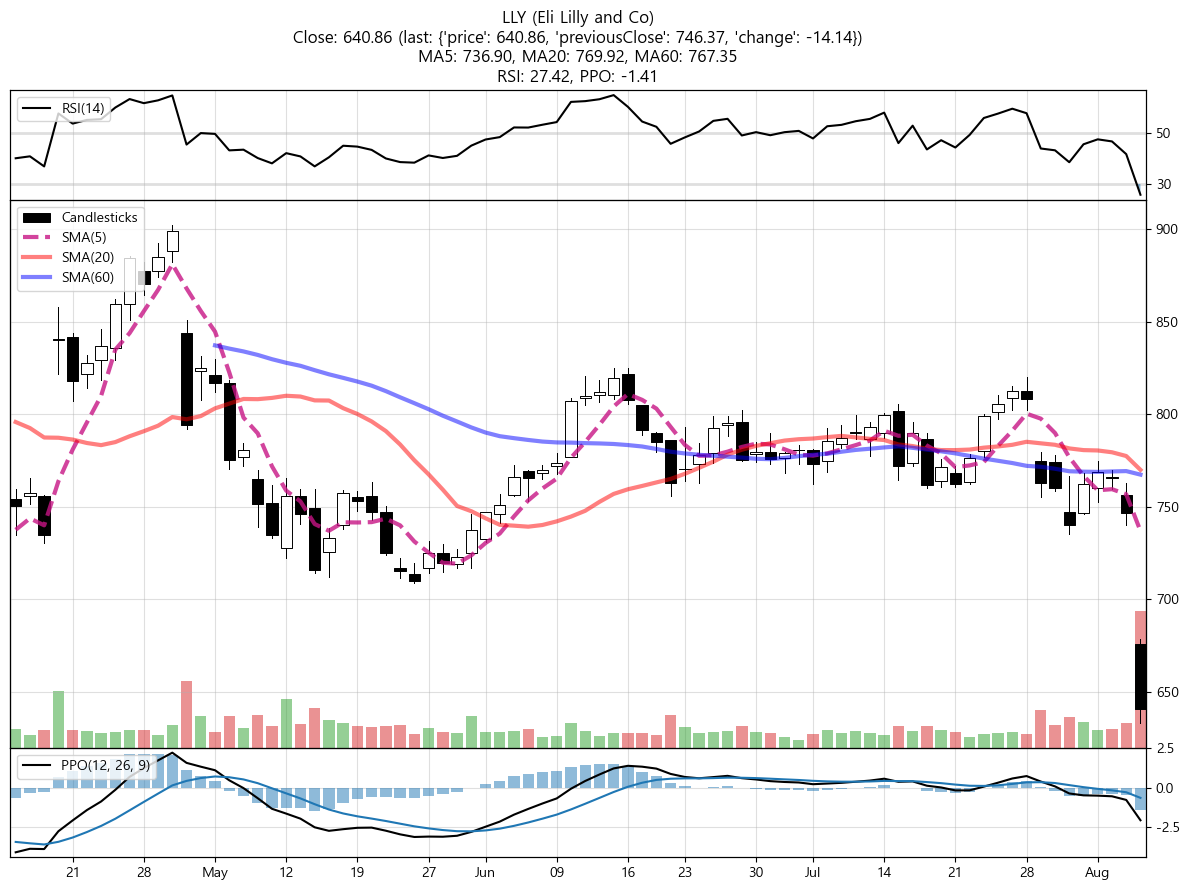 LLY (Eli Lilly and Co)
Close: 640.86 (last: {'price': 640.86, 'previousClose': 746.37, 'change': -14.14})
MA5: 736.90, MA20: 769.92, MA60: 767.35
RSI: 27.42, PPO: -1.41
RSI(14)
50
30
Candlesticks
SMA(5)
SMA(20)
SMA(60)
900
850
800
750
700
650
PPO(12, 26, 9)
2.5
0.0
−2.5
21 28 May 12 19 27 Jun 09 16 23 30 Jul 14 21 28 Aug